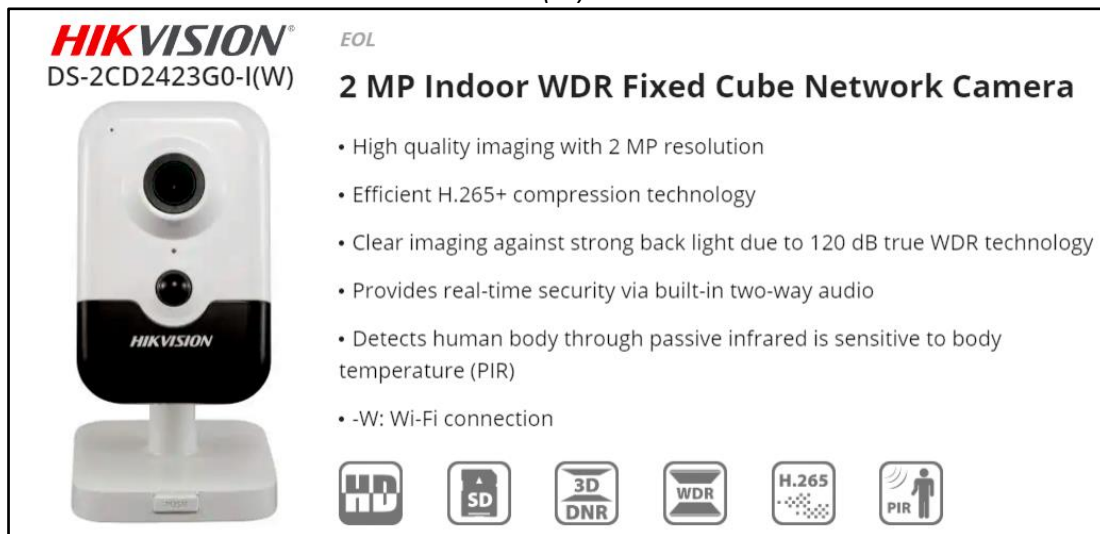 HIKVISION®
DS-2CD2423G0-I(W)
HIKVISION
EOL
2 MP Indoor WDR Fixed Cube Network Camera
• High quality imaging with 2 MP resolution
• Efficient H.265+ compression technology
• Clear imaging against strong back light due to 120 dB true WDR technology
• Provides real-time security via built-in two-way audio
• Detects human body through passive infrared is sensitive to body
temperature (PIR)
• -W: Wi-Fi connection
HD
SD
3D
DNR
WDR
H.265
PIR